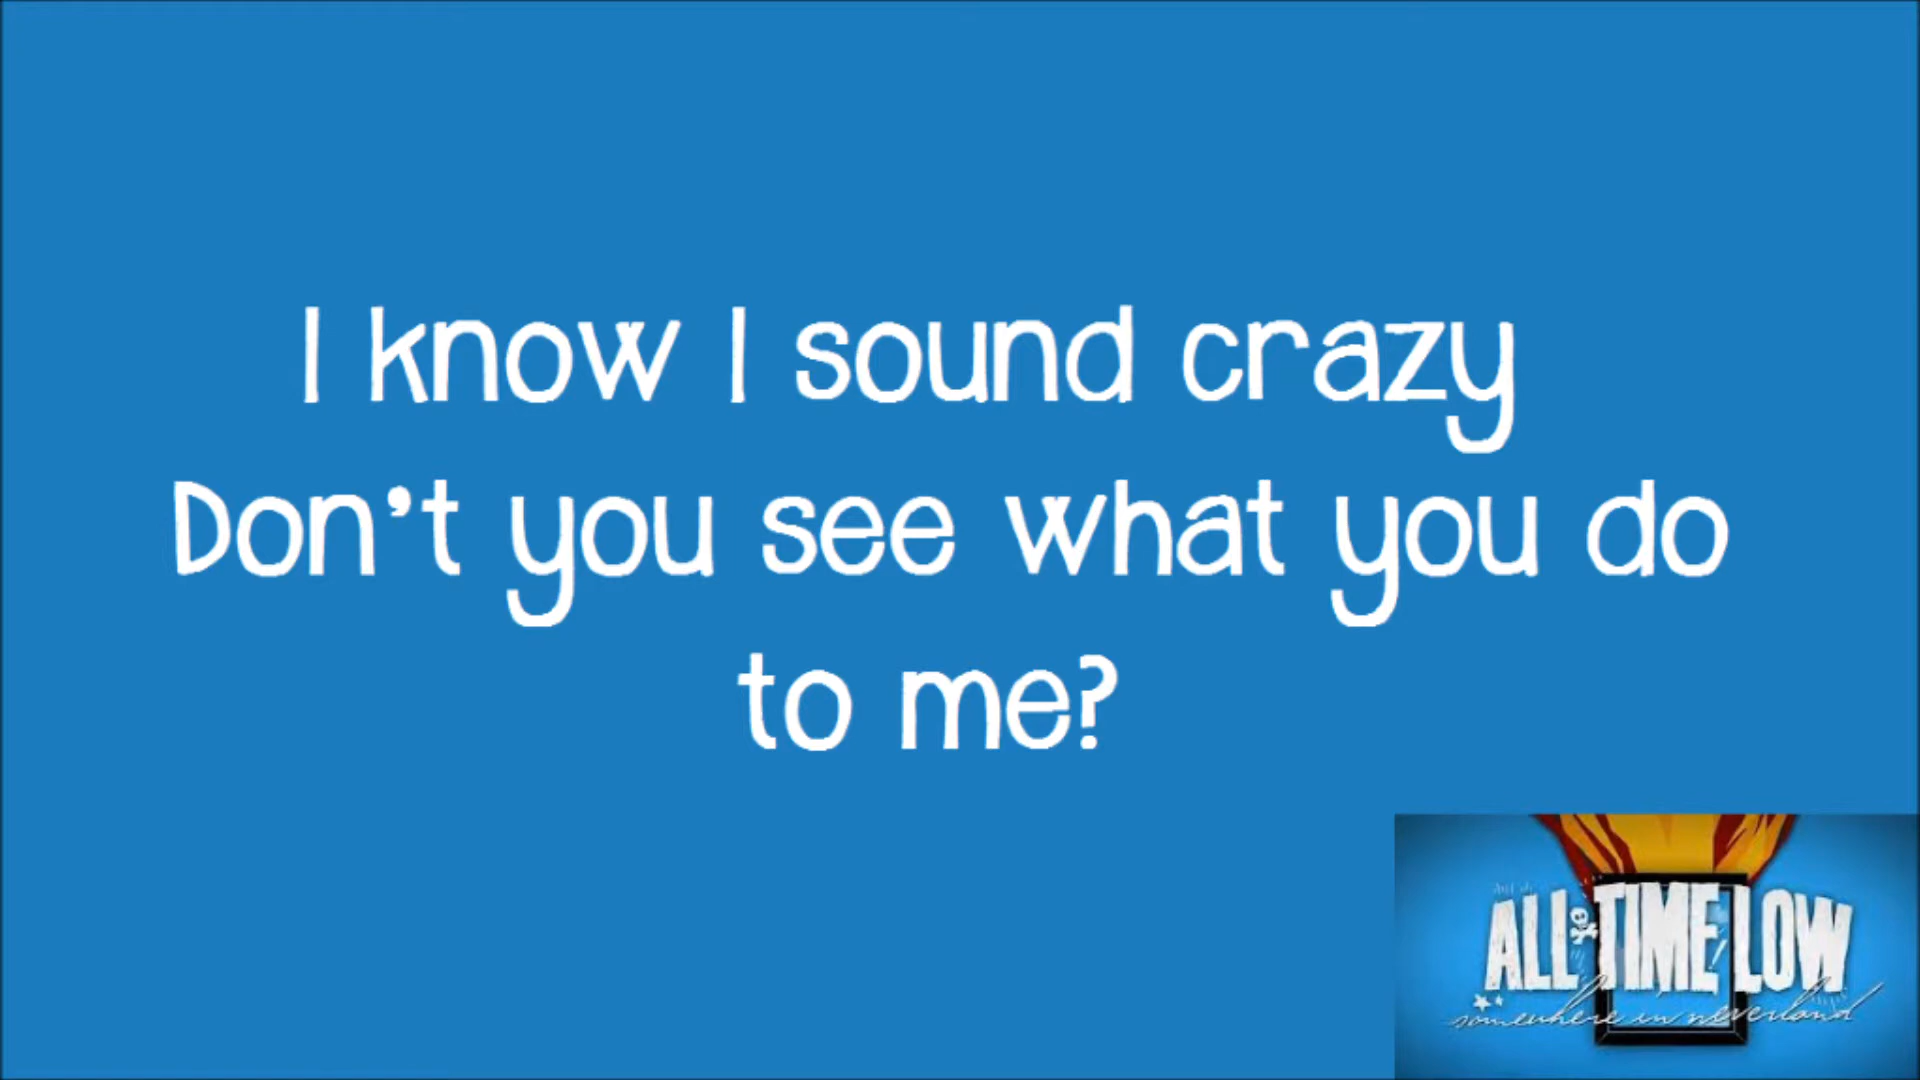 I know I sound crazy
Don't you see what you do
to me?
ALL TIME LOW
somewhere in neverland